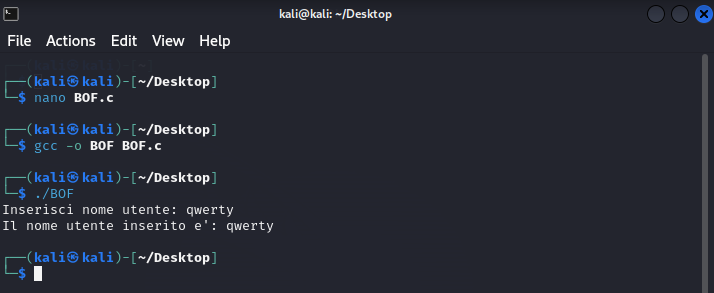 kali@kali: ~/Desktop
File Actions Edit View Help
┌──(kali㉿kali)-[~/Desktop]
└─$ nano BOF.c
┌──(kali㉿kali)-[~/Desktop]
└─$ gcc -o BOF BOF.c
┌──(kali㉿kali)-[~/Desktop]
└─$ ./BOF
Inserisci nome utente: qwerty
Il nome utente inserito e': qwerty
┌──(kali㉿kali)-[~/Desktop]
└─$